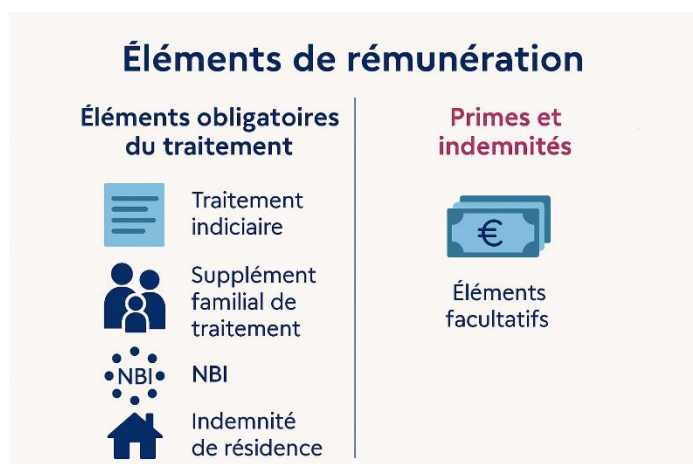 Éléments de rémunération
Éléments obligatoires
du traitement
Traitement
indiciaire
Supplément
familial de
traitement
NBI
NBI
Indemnité
de résidence
Primes et
indemnités
€
Éléments
facultatifs